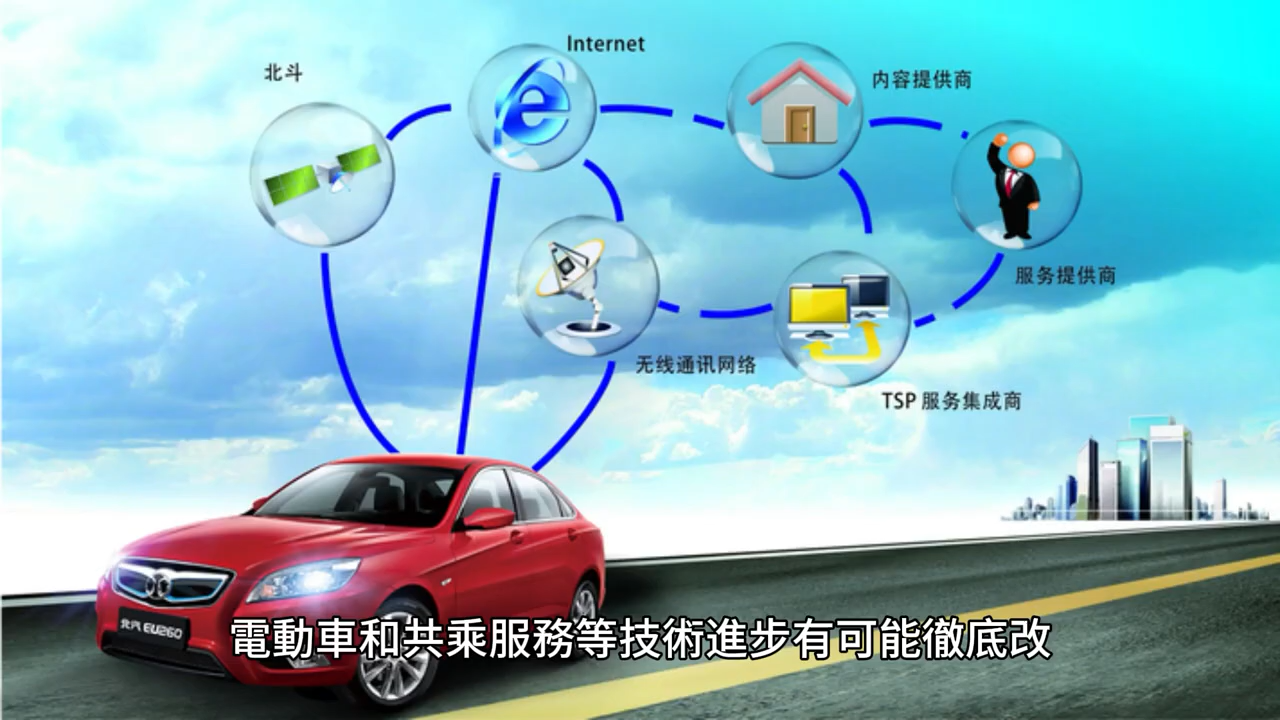 Internet
北斗
内容提供商
服务提供商
无线通讯网络
TSP 服务集成商
北汽 EU260
電動車和共乘服務等技術進步有可能徹底改